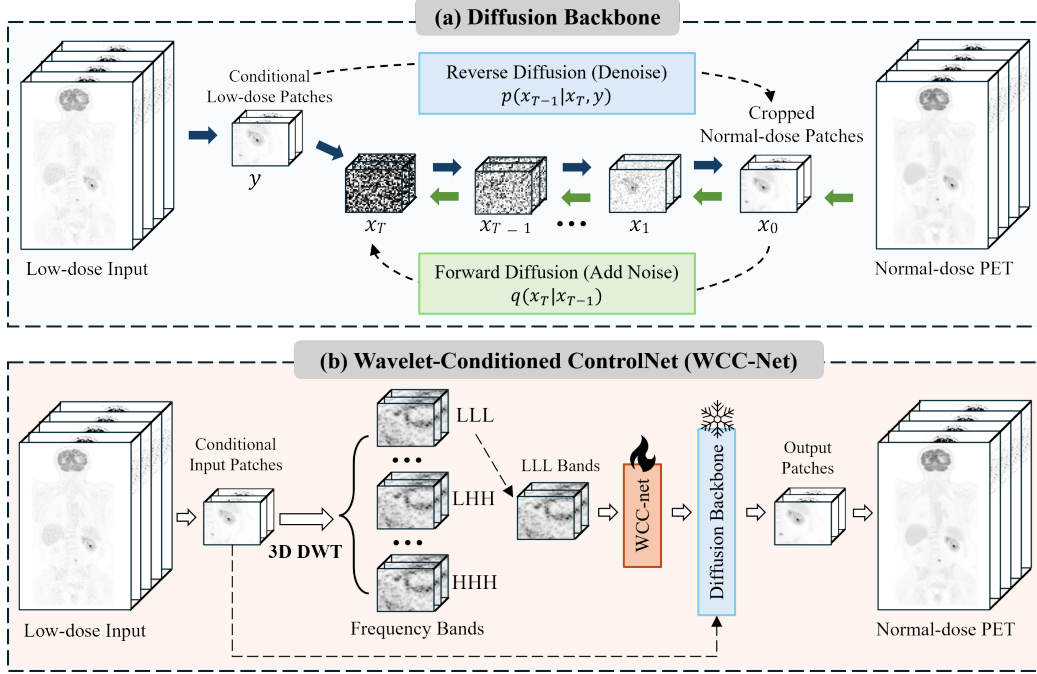 (a) Diffusion Backbone
Conditional
Low-dose Patches
Reverse Diffusion (Denoise)
p(x_{T−1}|x_T, y)
Cropped
Normal-dose Patches
y
x_T
x_{T − 1}
•••
x_1
x_0
Low-dose Input
Forward Diffusion (Add Noise)
q(x_T|x_{T−1})
Normal-dose PET
(b) Wavelet-Conditioned ControlNet (WCC-Net)
Conditional
Input Patches
3D DWT
LLL
•••
LHH
•••
HHH
Frequency Bands
LLL Bands
WCC-net
Diffusion Backbone
Output
Patches
Low-dose Input
Normal-dose PET